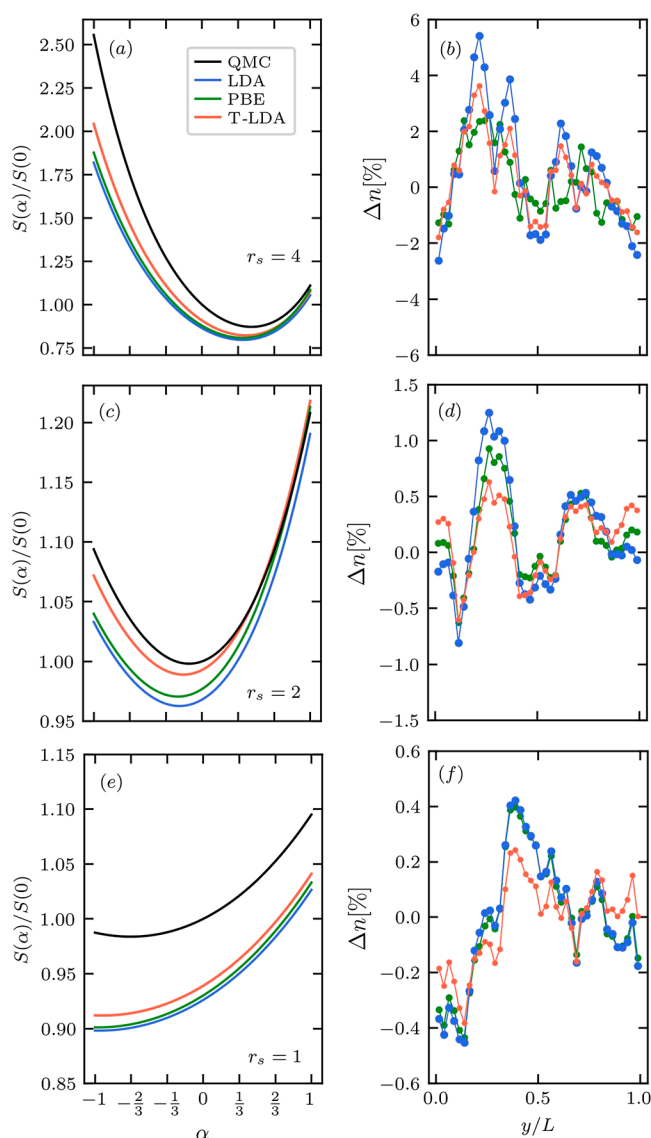 (a)
QMC
LDA
PBE
T-LDA
r_s = 4
S(α)/S(0)
2.50
2.25
2.00
1.75
1.50
1.25
1.00
0.75
(b)
Δn[%]
6
4
2
0
−2
−4
−6
(c)
r_s = 2
S(α)/S(0)
1.20
1.15
1.10
1.05
1.00
0.95
(d)
Δn[%]
1.5
1.0
0.5
0.0
−0.5
−1.0
−1.5
(e)
r_s = 1
S(α)/S(0)
1.15
1.10
1.05
1.00
0.95
0.90
0.85
−1 −2/3 −1/3 0 1/3 2/3 1
α
(f)
Δn[%]
0.6
0.4
0.2
0.0
−0.2
−0.4
−0.6
0.0 0.5 1.0
y/L